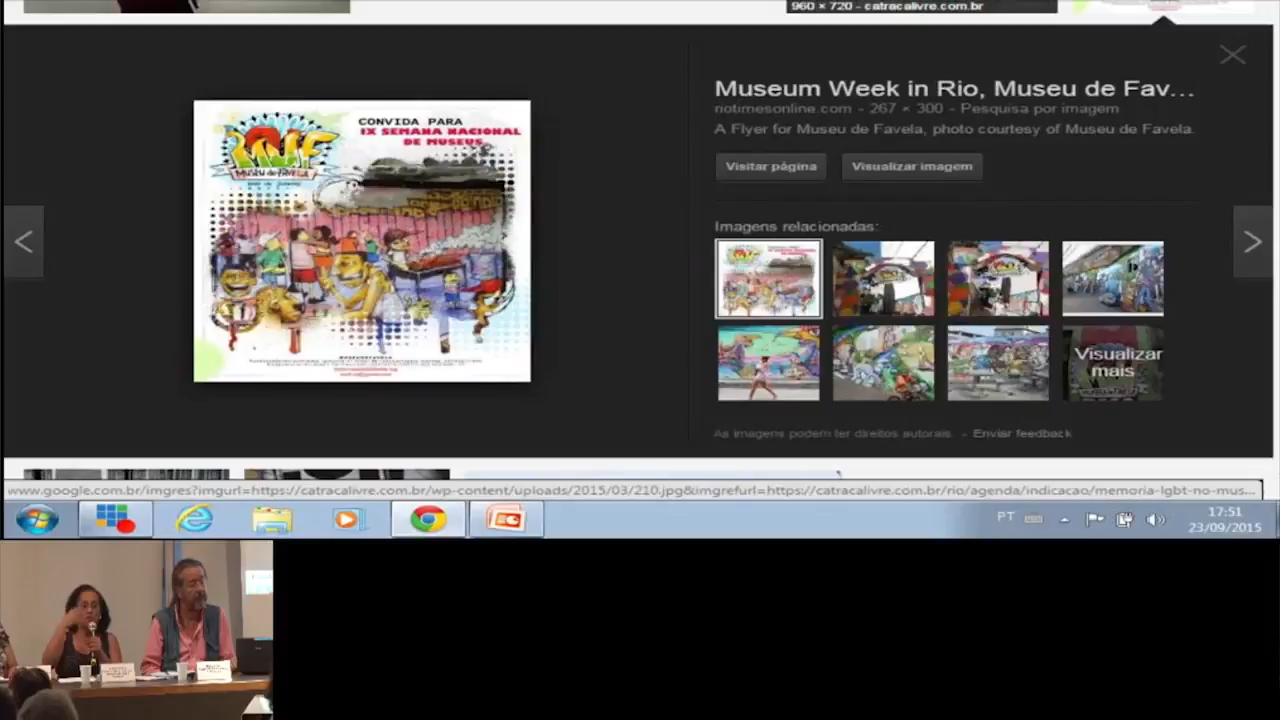 960 × 720 - catracalivre.com.br
CONVIDA PARA
IX SEMANA NACIONAL
DE MUSEUS
MUF
MUSEU de FAVELA
Museum Week in Rio, Museu de Fav...
riotimesonline.com - 267 × 300 - Pesquisa por imagem
A Flyer for Museu de Favela, photo courtesy of Museu de Favela.
Visitar página
Visualizar imagem
Imagens relacionadas:
Visualizar
mais
As imagens podem ter direitos autorais. - Enviar feedback
www.google.com.br/imgres?imgurl=https://catracalivre.com.br/wp-content/uploads/2015/03/210.jpg&imgrefurl=https://catracalivre.com.br/rio/agenda/indicacao/memoria-lgbt-no-mus...
PT
17:51
23/09/2015